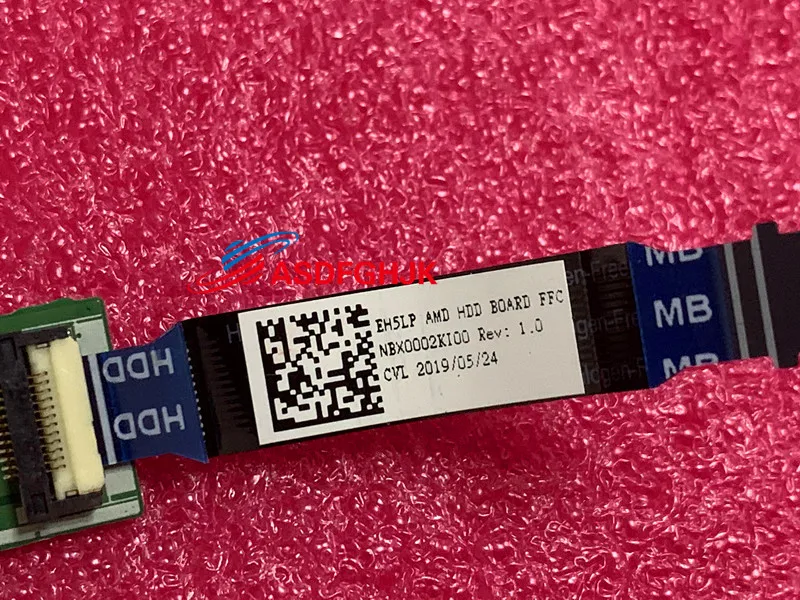 ASDFGHJK
EH5LP AMD HDD BOARD FFC
NBX0002KI00 Rev: 1.0
CVL 2019/05/24
HDD
HDD
MB
MB
MB